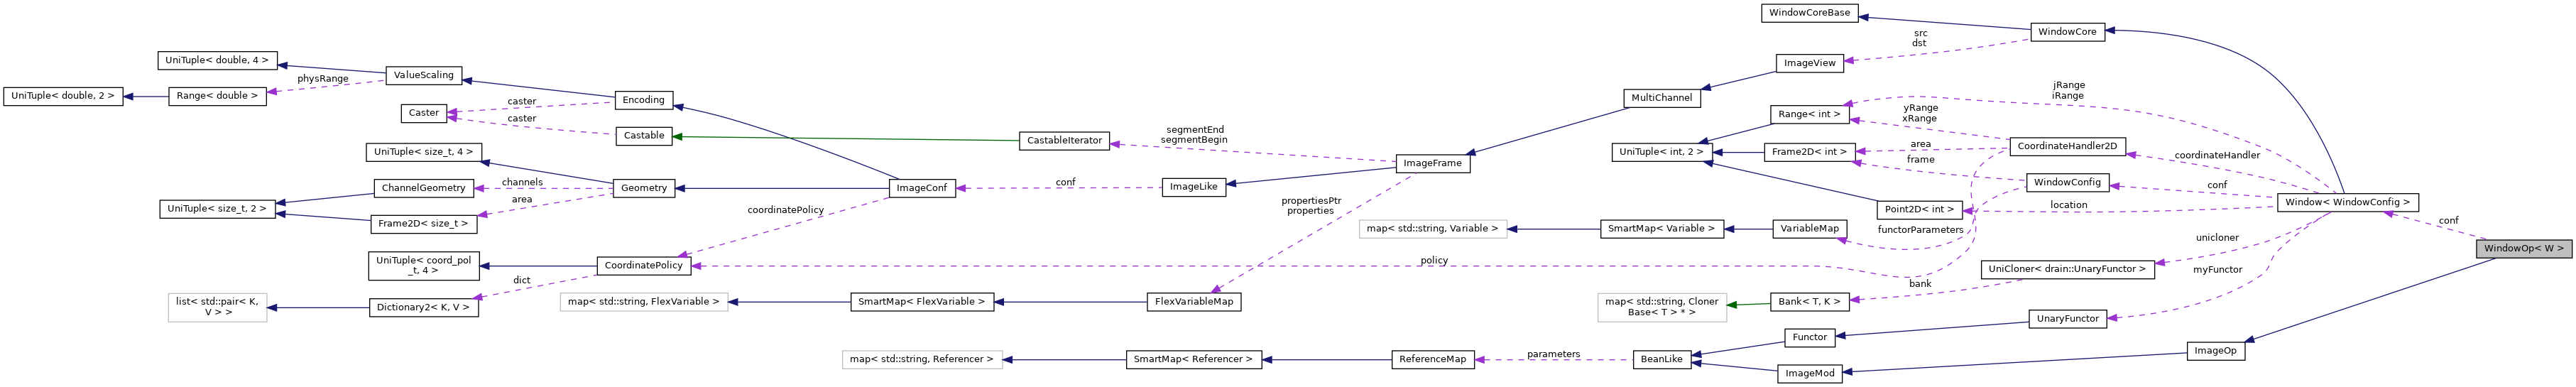 WindowCoreBase
WindowCore
src
dst
UniTuple< double, 4 >
ImageView
ValueScaling
physRange
jRange
iRange
UniTuple< double, 2 >
Range< double >
Encoding
MultiChannel
caster
Caster
yRange
xRange
Range< int >
caster
Castable
segmentEnd
segmentBegin
CastableIterator
CoordinateHandler2D
area
UniTuple< size_t, 4 >
UniTuple< int, 2 >
Frame2D< int >
frame
coordinateHandler
ImageFrame
channels
ChannelGeometry
Geometry
ImageConf
conf
ImageLike
WindowConfig
conf
area
Window< WindowConfig >
UniTuple< size_t, 2 >
coordinatePolicy
propertiesPtr
properties
Point2D< int >
location
Frame2D< size_t >
conf
map< std::string, Variable >
SmartMap< Variable >
VariableMap
functorParameters
unicloner
WindowOp< W >
UniTuple< coord_pol
_t, 4 >
CoordinatePolicy
policy
UniCloner< drain::UnaryFunctor >
myFunctor
dict
bank
list< std::pair< K,
V > >
Dictionary2< K, V >
map< std::string, FlexVariable >
SmartMap< FlexVariable >
FlexVariableMap
map< std::string, Cloner
Base< T > * >
Bank< T, K >
UnaryFunctor
Functor
map< std::string, Referencer >
SmartMap< Referencer >
ReferenceMap
parameters
BeanLike
ImageOp
ImageMod